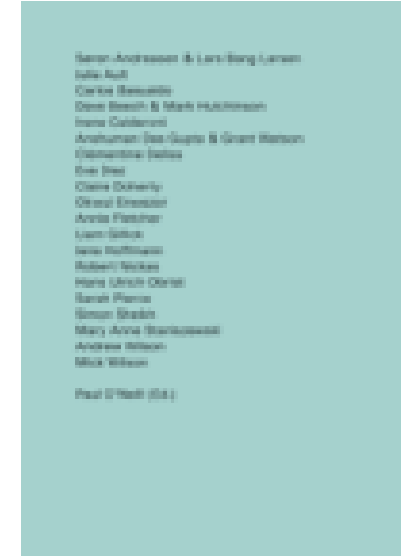 Søren Andreasen & Lars Bang Larsen
Julie Ault
Carlos Basualdo
Dave Beech & Mark Hutchinson
Irene Calderoni
Anshuman Das Gupta & Grant Watson
Clémentine Deliss
Eva Diaz
Claire Doherty
Okwui Enwezor
Annie Fletcher
Liam Gillick
Jens Hoffmann
Robert Nickas
Hans Ulrich Obrist
Sarah Pierce
Simon Sheikh
Mary Anne Staniszewski
Andrew Wilson
Mick Wilson
Paul O'Neill (Ed.)